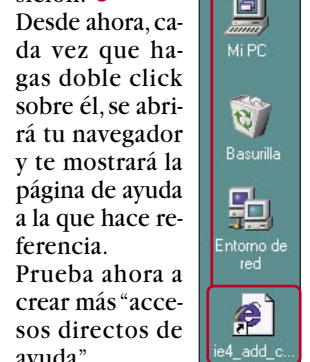 sición.
Desde ahora, ca-
da vez que ha-
gas doble click
sobre él, se abri-
rá tu navegador
y te mostrará la
página de ayuda
a la que hace re-
ferencia.
Prueba ahora a
crear más “acce-
sos directos de
ayuda”
Mi PC
Basurilla
Entorno de
red
ie4_add_c...